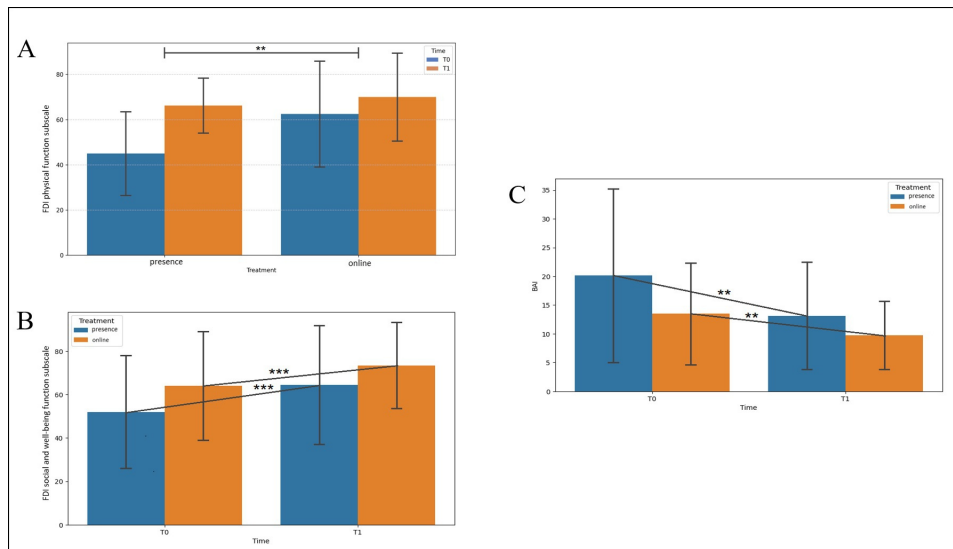 A
**
Time
T0
T1
80
60
40
20
0
FDI physical function subscale
presence
online
Treatment
B
Treatment
presence
online
80
60
40
20
0
FDI social and well-being function subscale
***
***
T0
T1
Time
C
Treatment
presence
online
35
30
25
20
15
10
5
0
BAI
**
**
T0
T1
Time